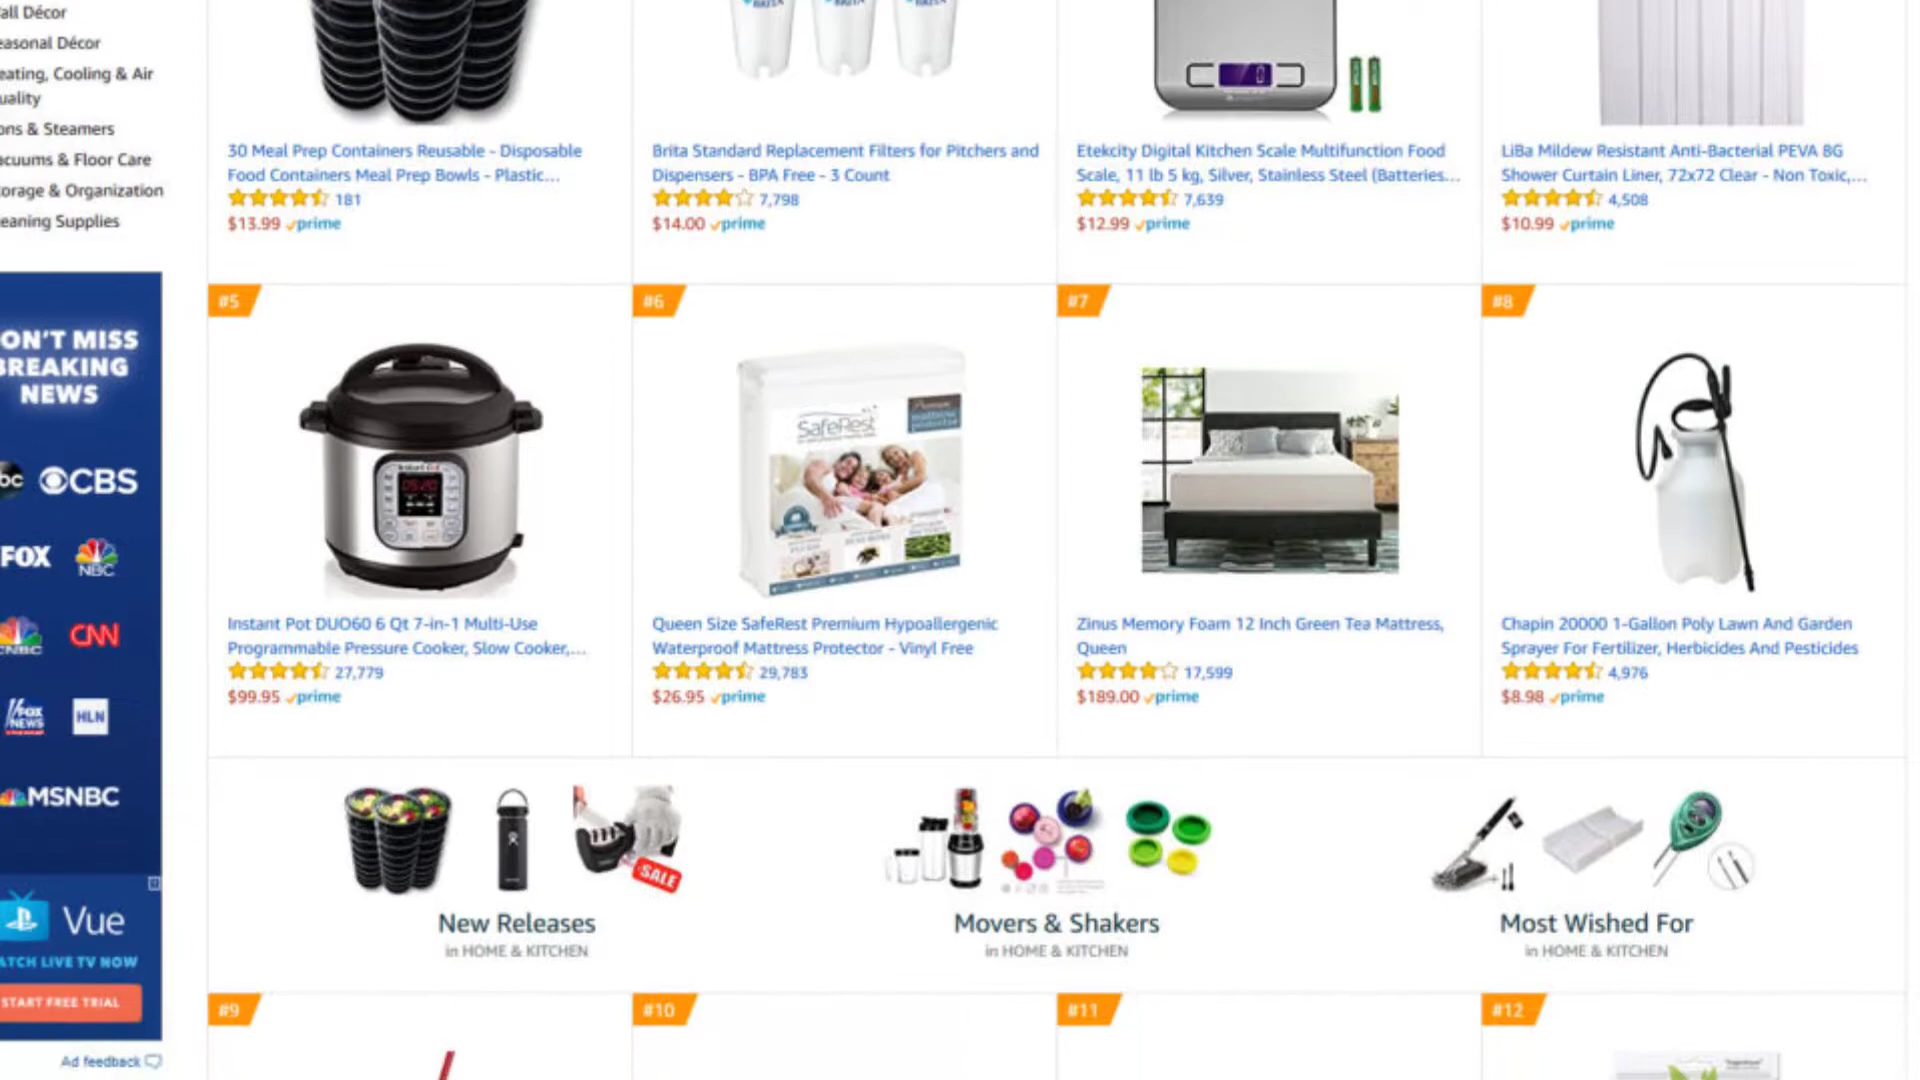 all Décor
easonal Décor
eating, Cooling & Air
uality
ons & Steamers
acuums & Floor Care
torage & Organization
eaning Supplies
BRITA BRITA BRITA
30 Meal Prep Containers Reusable - Disposable
Food Containers Meal Prep Bowls - Plastic...
181
$13.99 prime
Brita Standard Replacement Filters for Pitchers and
Dispensers - BPA Free - 3 Count
7,798
$14.00 prime
Etekcity Digital Kitchen Scale Multifunction Food
Scale, 11 lb 5 kg, Silver, Stainless Steel (Batteries...
7,639
$12.99 prime
LiBa Mildew Resistant Anti-Bacterial PEVA 8G
Shower Curtain Liner, 72x72 Clear - Non Toxic,...
4,508
$10.99 prime
ON'T MISS
BREAKING
NEWS
bc CBS
FOX NBC
CNBC CNN
FOX
NEWS HLN
MSNBC
Vue
ATCH LIVE TV NOW
START FREE TRIAL
Ad feedback
#5
Instant Pot DUO60 6 Qt 7-in-1 Multi-Use
Programmable Pressure Cooker, Slow Cooker,...
27,779
$99.95 prime
#6
Premium
mattress
protector
SafeRest
Queen Size SafeRest Premium Hypoallergenic
Waterproof Mattress Protector - Vinyl Free
29,783
$26.95 prime
#7
Zinus Memory Foam 12 Inch Green Tea Mattress,
Queen
17,599
$189.00 prime
#8
Chapin 20000 1-Gallon Poly Lawn And Garden
Sprayer For Fertilizer, Herbicides And Pesticides
4,976
$8.98 prime
SALE
New Releases
in HOME & KITCHEN
Movers & Shakers
in HOME & KITCHEN
Most Wished For
in HOME & KITCHEN
#9
#10
#11
#12